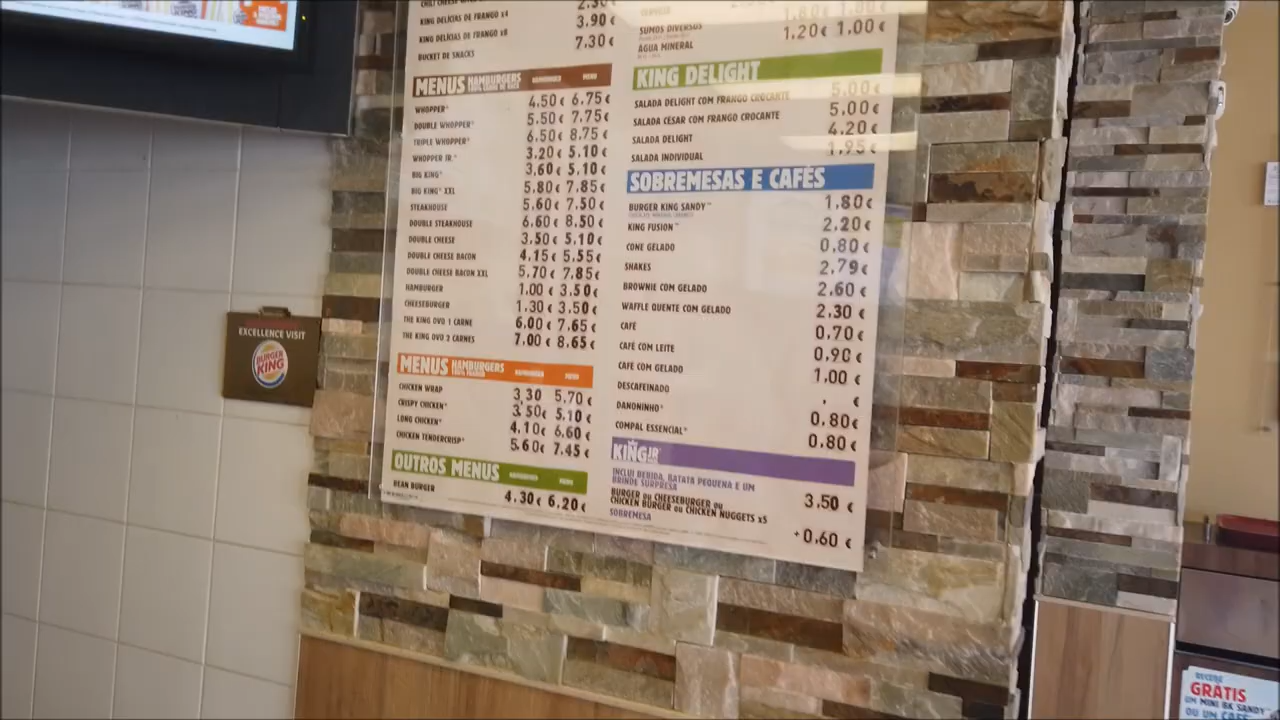 KING DELÍCIAS DE FRANGO x4 3.90€
KING DELÍCIAS DE FRANGO x8 7.30€
BUCKET DE SNACKS
MENUS HAMBURGERS HAMBURGER MENU
WHOPPER® 4.50€ 6.75€
DOUBLE WHOPPER® 5.50€ 7.75€
TRIPLE WHOPPER® 6.50€ 8.75€
WHOPPER JR.® 3.20€ 5.10€
BIG KING® 3.60€ 5.10€
BIG KING® XXL 5.80€ 7.85€
STEAKHOUSE 5.60€ 7.50€
DOUBLE STEAKHOUSE 6.60€ 8.50€
DOUBLE CHEESE 3.50€ 5.10€
DOUBLE CHEESE BACON 4.15€ 5.55€
DOUBLE CHEESE BACON XXL 5.70€ 7.85€
HAMBURGER 1.00€ 3.50€
CHEESEBURGER 1.30€ 3.50€
THE KING OVO 1 CARNE 6.00€ 7.65€
THE KING OVO 2 CARNES 7.00€ 8.65€
MENUS HAMBURGERS HAMBURGER MENU
CHICKEN WRAP 3.30 5.70€
CRISPY CHICKEN® 3.50€ 5.10€
LONG CHICKEN® 4.10€ 6.60€
CHICKEN TENDERCRISP® 5.60€ 7.45€
OUTROS MENUS
BEAN BURGER 4.30€ 6.20€
SUMOS DIVERSOS
ÁGUA MINERAL 1.20€ 1.00€
KING DELIGHT
SALADA DELIGHT COM FRANGO CROCANTE 5.00€
SALADA CÉSAR COM FRANGO CROCANTE 5.00€
SALADA DELIGHT 4.20€
SALADA INDIVIDUAL 1.95€
SOBREMESAS E CAFÉS
BURGER KING SANDY™ 1.80€
KING FUSION™ 2.20€
CONE GELADO 0.80€
SHAKES 2.79€
BROWNIE COM GELADO 2.60€
WAFFLE QUENTE COM GELADO 2.30€
CAFÉ 0.70€
CAFÉ COM LEITE 0.90€
CAFÉ COM GELADO 1.00€
DESCAFEINADO . €
DANONINHO® 0.80€
COMPAL ESSENCIAL® 0.80€
KING JR
INCLUI BEBIDA, BATATA PEQUENA E UM
BRINDE SURPRESA 3.50€
BURGER OU CHEESEBURGER OU
CHICKEN BURGER OU CHICKEN NUGGETS x5
SOBREMESA +0.60€
EXCELLENCE VISIT
BURGER
KING
RECEBE
GRÁTIS
UM MINI BK SANDY
OU UM CAFÉ